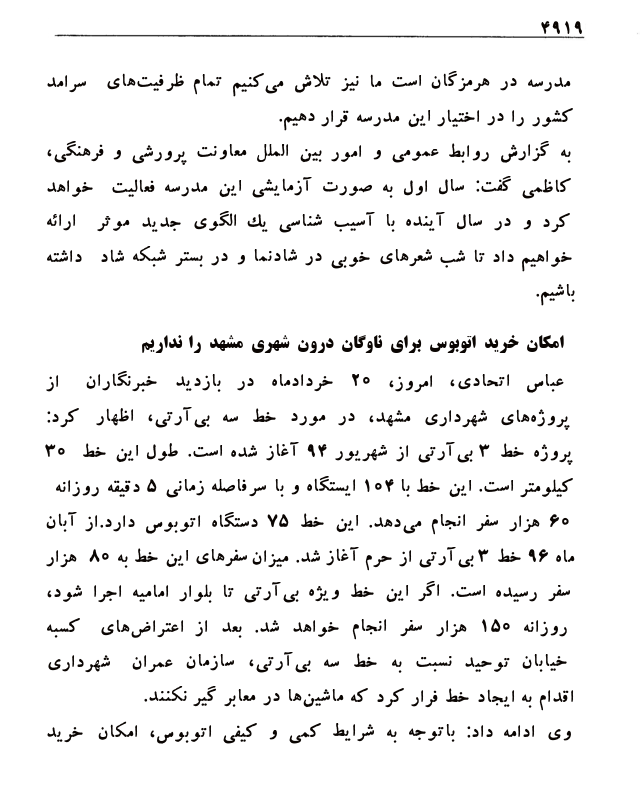 ۴۹۱۹
مدرسه در هرمزگان است ما نیز تلاش می‌کنیم تمام ظرفیت‌های سرامد
کشور را در اختیار این مدرسه قرار دهیم.
به گزارش روابط عمومی و امور بین الملل معاونت پرورشی و فرهنگی،
کاظمی گفت: سال اول به صورت آزمایشی این مدرسه فعالیت خواهد
کرد و در سال آینده با آسیب شناسی یك الگوی جدید موثر ارائه
خواهیم داد تا شب شعرهای خوبی در شادنما و در بستر شبکه شاد داشته
باشیم.
امکان خرید اتوبوس برای ناوگان درون شهری مشهد را نداریم
عباس اتحادی، امروز، ۲۰ خردادماه در بازدید خبرنگاران از
پروژه‌های شهرداری مشهد، در مورد خط سه بی‌آرتی، اظهار کرد:
پروژه خط ۳ بی‌آرتی از شهریور ۹۴ آغاز شده است. طول این خط ۳۰
کیلومتر است. این خط با ۱۰۴ ایستگاه و با سرفاصله زمانی ۵ دقیقه روزانه
۶۰ هزار سفر انجام می‌دهد. این خط ۷۵ دستگاه اتوبوس دارد.از آبان
ماه ۹۶ خط ۳ بی‌آرتی از حرم آغاز شد. میزان سفرهای این خط به ۸۰ هزار
سفر رسیده است. اگر این خط ویژه بی‌آرتی تا بلوار امامیه اجرا شود،
روزانه ۱۵۰ هزار سفر انجام خواهد شد. بعد از اعتراض‌های کسبه
خیابان توحید نسبت به خط سه بی‌آرتی، سازمان عمران شهرداری
اقدام به ایجاد خط فرار کرد که ماشین‌ها در معابر گیر نکنند.
وی ادامه داد: باتوجه به شرایط کمی و کیفی اتوبوس، امکان خرید